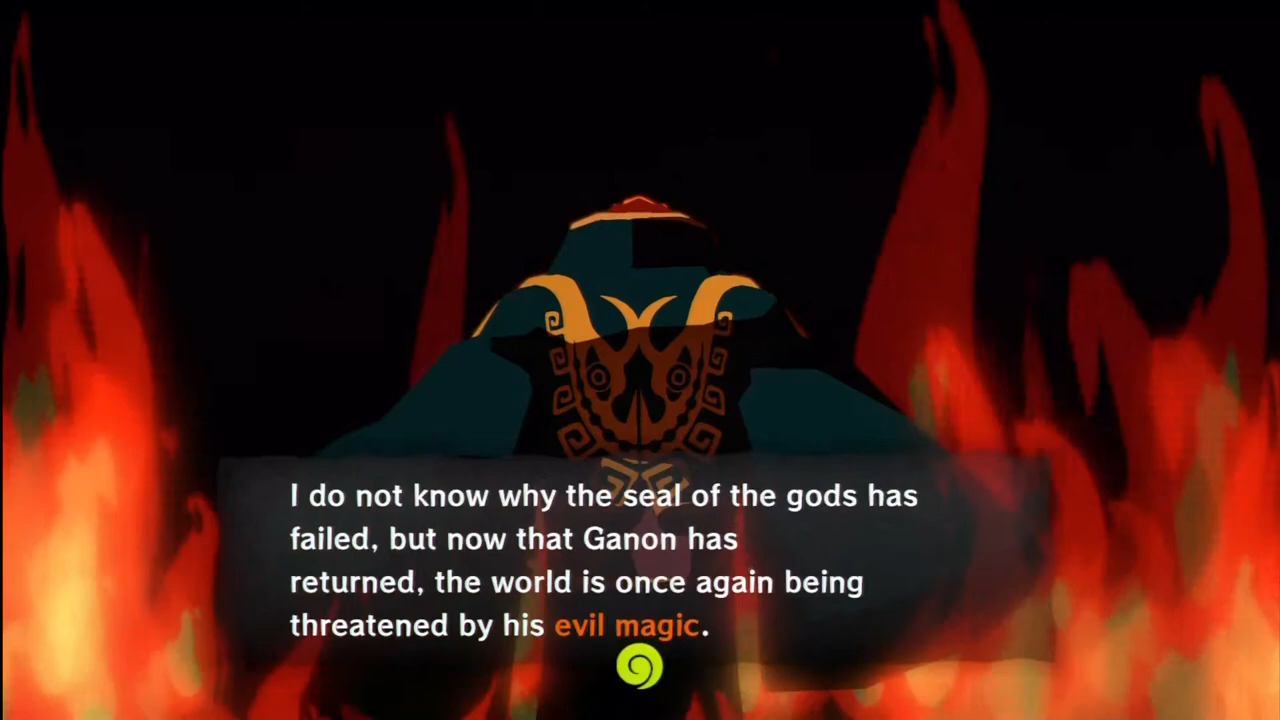 I do not know why the seal of the gods has
failed, but now that Ganon has
returned, the world is once again being
threatened by his evil magic.